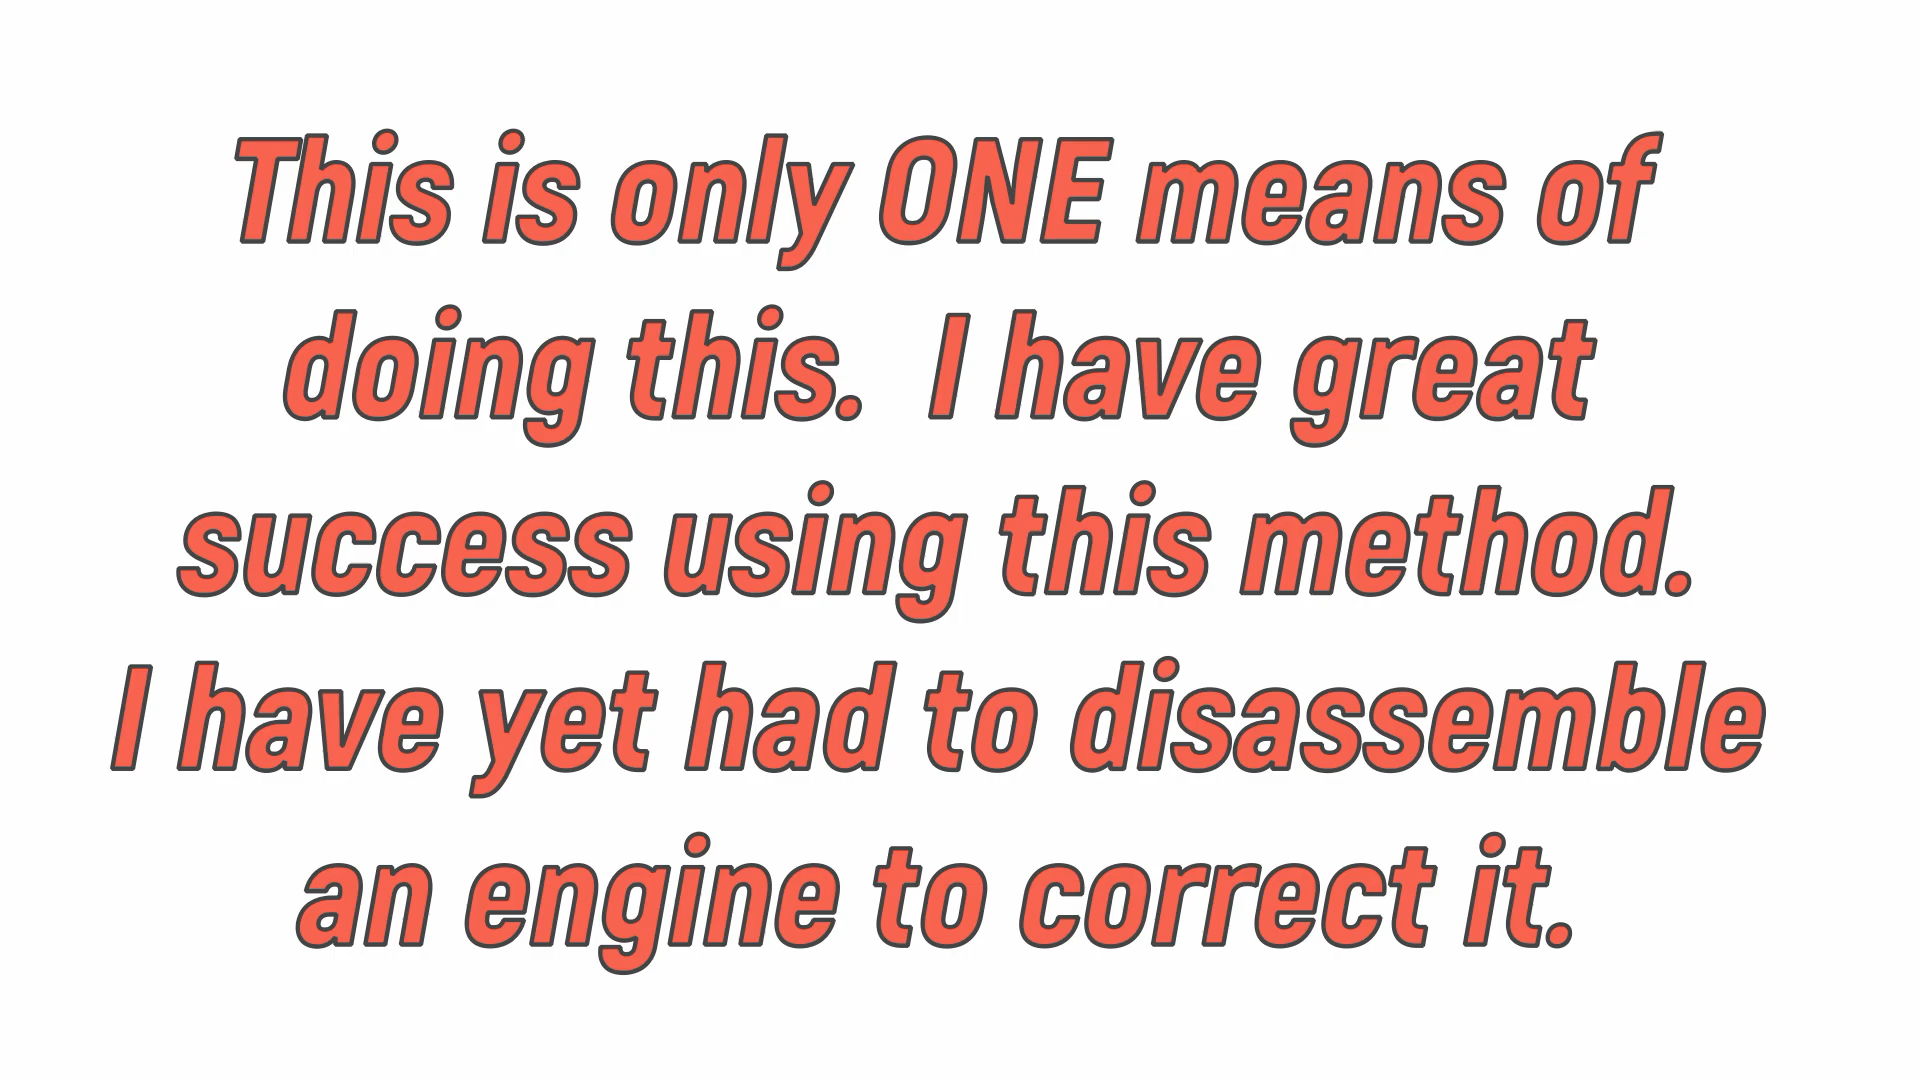 This is only ONE means of
doing this.  I have great
success using this method.
I have yet had to disassemble
an engine to correct it.